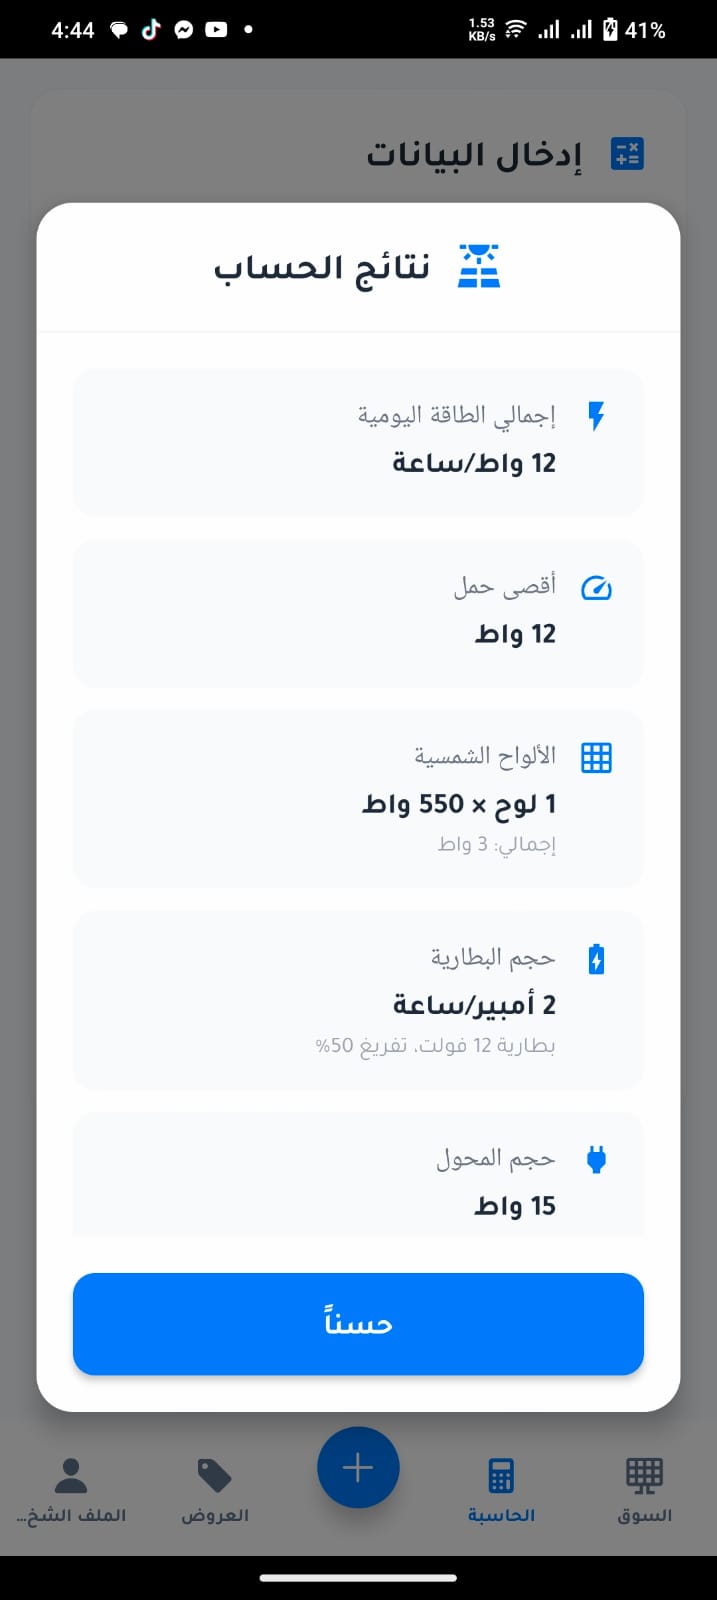 4:44
1.53 KB/s
41%
إدخال البيانات
نتائج الحساب
إجمالي الطاقة اليومية
12 واط/ساعة
أقصى حمل
12 واط
الألواح الشمسية
1 لوح × 550 واط
إجمالي: 3 واط
حجم البطارية
2 أمبير/ساعة
بطارية 12 فولت، تفريغ 50%
حجم المحول
15 واط
حسناً
السوق
الحاسبة
العروض
الملف الشخ...